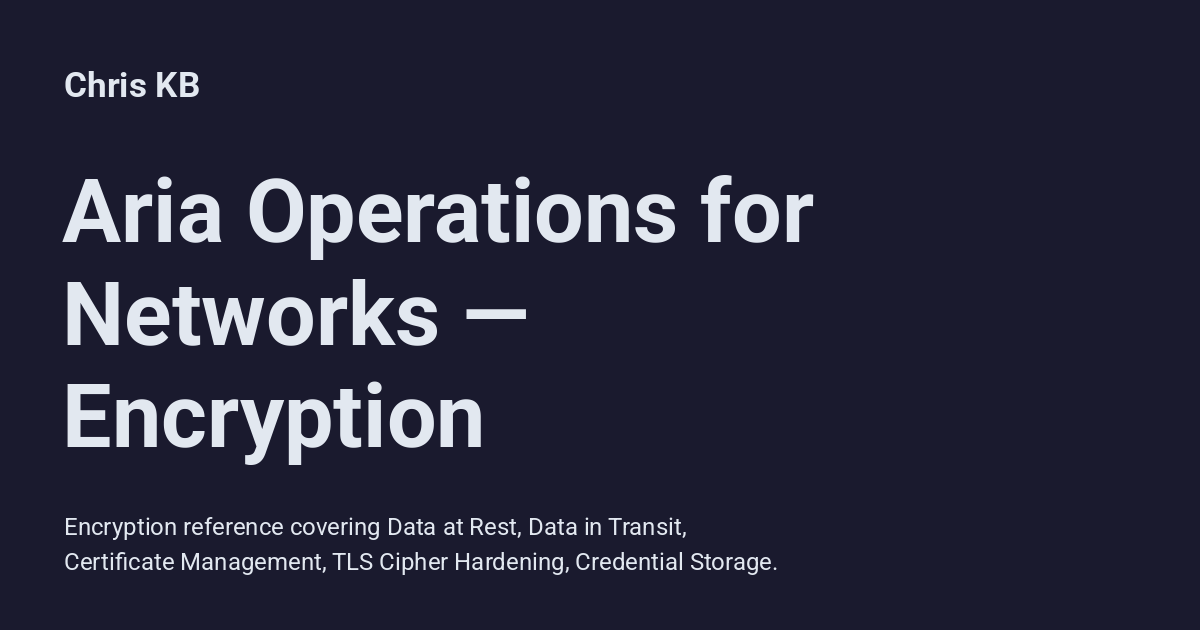 Chris KB
Aria Operations for
Networks —
Encryption
Encryption reference covering Data at Rest, Data in Transit,
Certificate Management, TLS Cipher Hardening, Credential Storage.